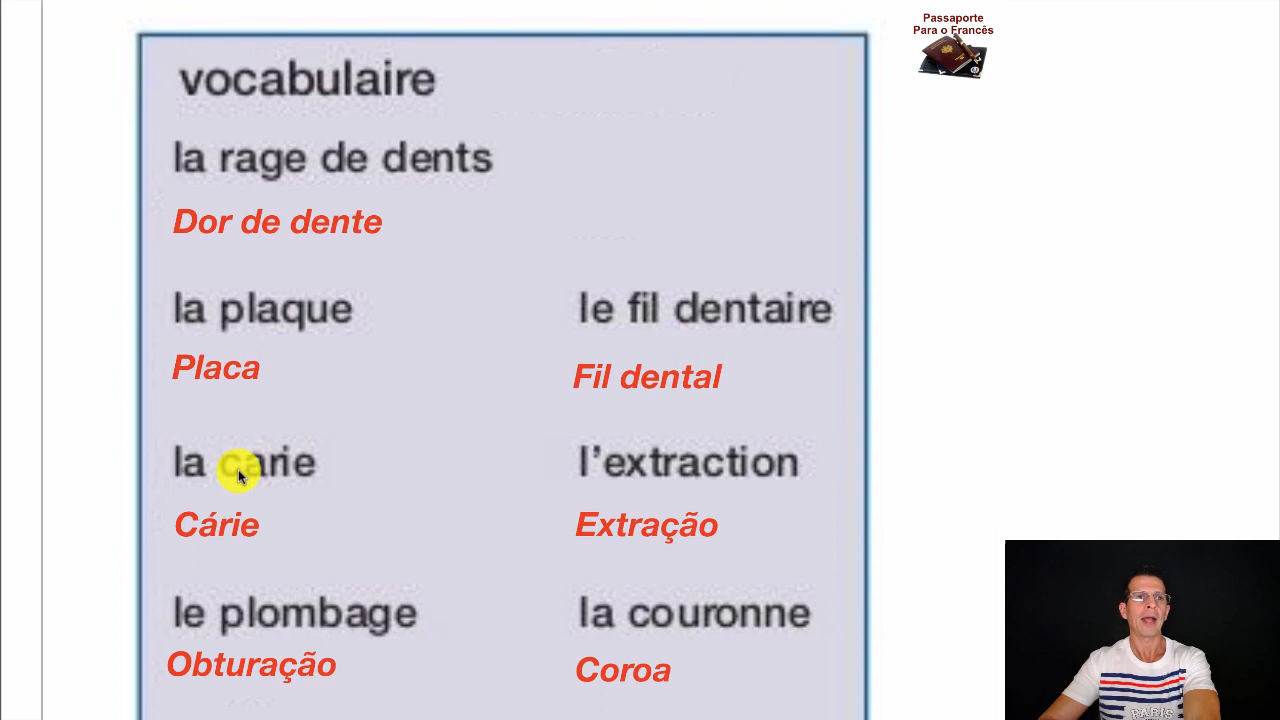 Passaporte
Para o Francês
vocabulaire
la rage de dents
Dor de dente
la plaque
Placa
le fil dentaire
Fil dental
la carie
Cárie
l'extraction
Extração
le plombage
Obturação
la couronne
Coroa
PARIS